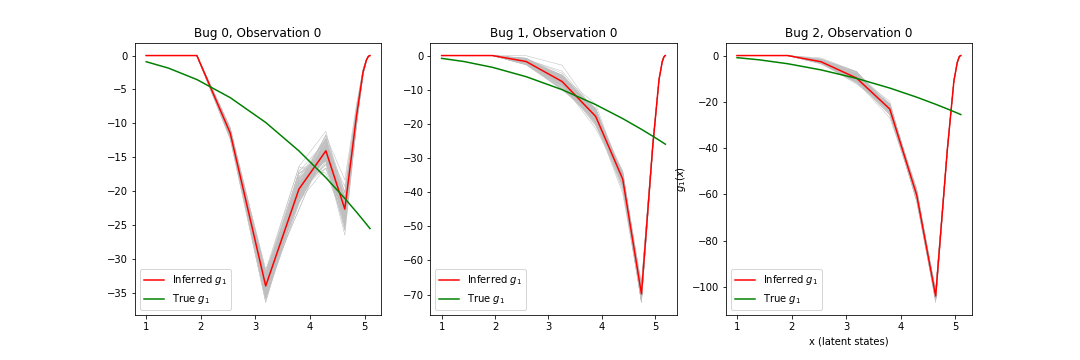 Bug 0, Observation 0
0
−5
−10
−15
−20
−25
−30
−35
1 2 3 4 5
Inferred g₁
True g₁
Bug 1, Observation 0
0
−10
−20
−30
−40
−50
−60
−70
1 2 3 4 5
Inferred g₁
True g₁
Bug 2, Observation 0
g₁(x)
0
−20
−40
−60
−80
−100
1 2 3 4 5
x (latent states)
Inferred g₁
True g₁